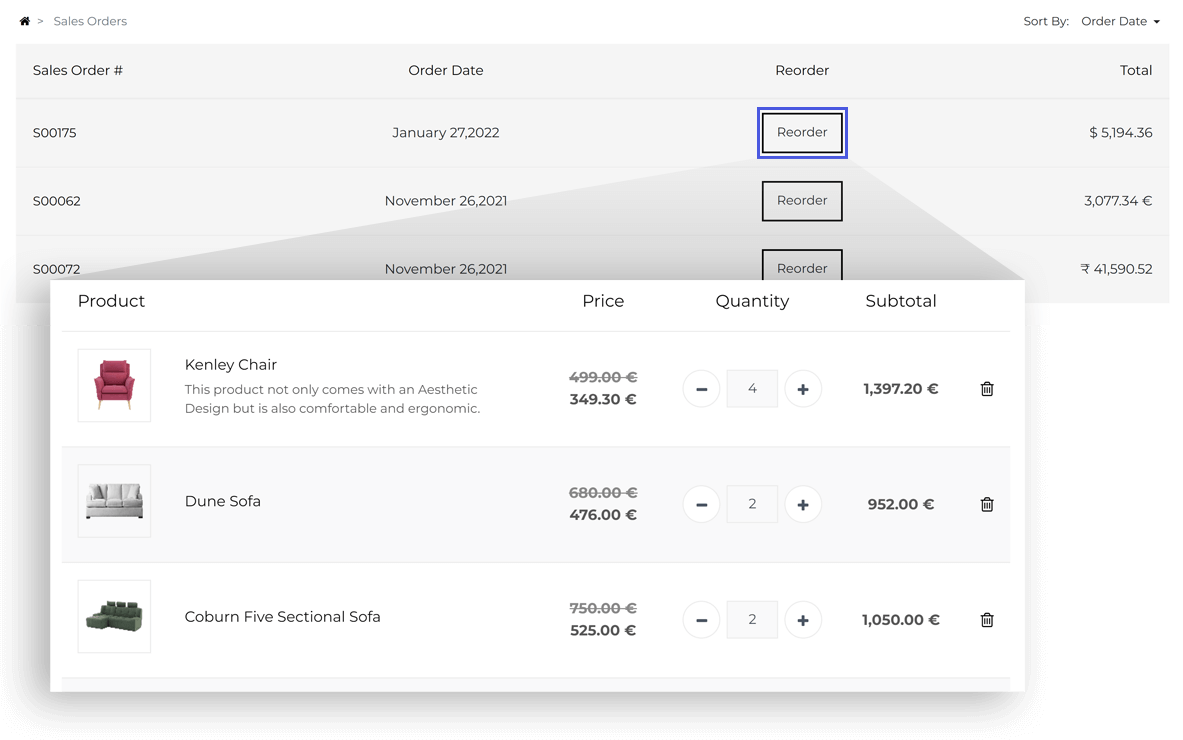 > Sales Orders Sort By: Order Date
Sales Order # Order Date Reorder Total
S00175 January 27,2022 Reorder $ 5,194.36
S00062 November 26,2021 Reorder 3,077.34 €
S00072 November 26,2021 Reorder ₹ 41,590.52
Product Price Quantity Subtotal
Kenley Chair
This product not only comes with an Aesthetic
Design but is also comfortable and ergonomic.
499.00 €
349.30 € − 4 + 1,397.20 €
Dune Sofa
680.00 €
476.00 € − 2 + 952.00 €
Coburn Five Sectional Sofa
750.00 €
525.00 € − 2 + 1,050.00 €